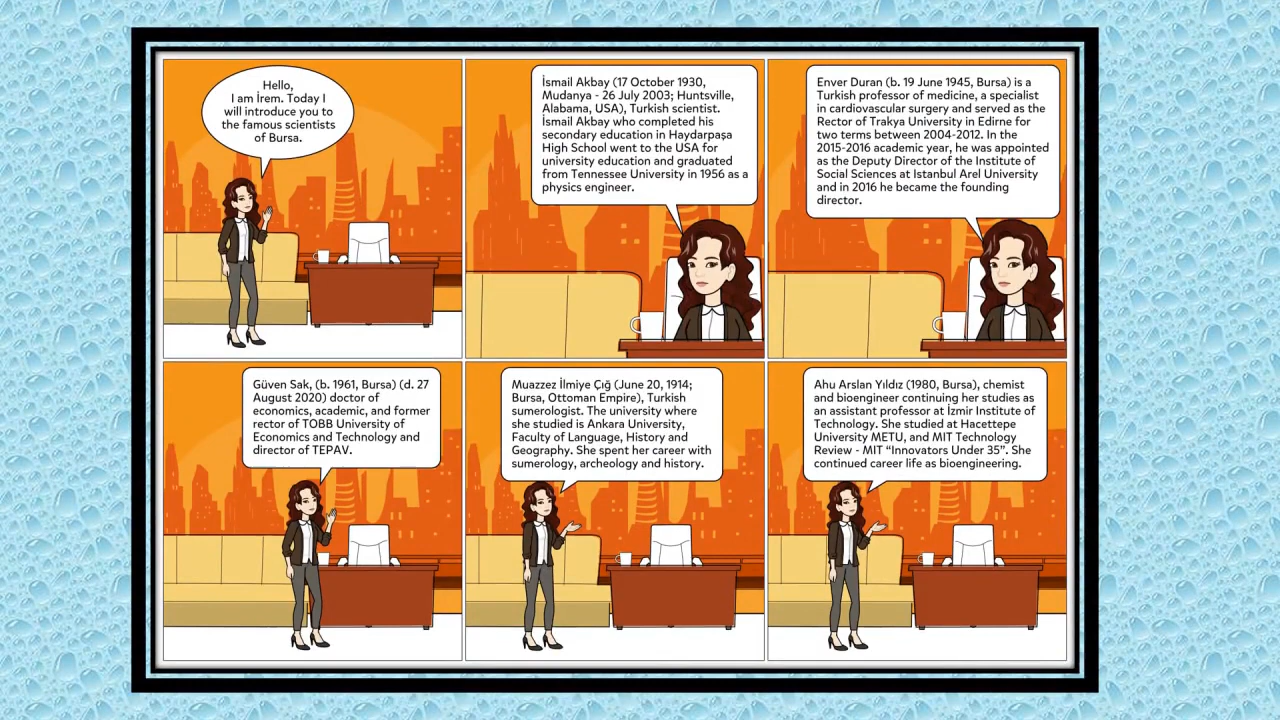 Hello,
I am İrem. Today I
will introduce you to
the famous scientists
of Bursa.
İsmail Akbay (17 October 1930,
Mudanya - 26 July 2003; Huntsville,
Alabama, USA), Turkish scientist.
İsmail Akbay who completed his
secondary education in Haydarpaşa
High School went to the USA for
university education and graduated
from Tennessee University in 1956 as a
physics engineer.
Enver Duran (b. 19 June 1945, Bursa) is a
Turkish professor of medicine, a specialist
in cardiovascular surgery and served as the
Rector of Trakya University in Edirne for
two terms between 2004-2012. In the
2015-2016 academic year, he was appointed
as the Deputy Director of the Institute of
Social Sciences at Istanbul Arel University
and in 2016 he became the founding
director.
Güven Sak, (b. 1961, Bursa) (d. 27
August 2020) doctor of
economics, academic, and former
rector of TOBB University of
Economics and Technology and
director of TEPAV.
Muazzez İlmiye Çığ (June 20, 1914;
Bursa, Ottoman Empire), Turkish
sumerologist. The university where
she studied is Ankara University,
Faculty of Language, History and
Geography. She spent her career with
sumerology, archeology and history.
Ahu Arslan Yıldız (1980, Bursa), chemist
and bioengineer continuing her studies as
an assistant professor at İzmir Institute of
Technology. She studied at Hacettepe
University METU, and MIT Technology
Review - MIT “Innovators Under 35”. She
continued career life as bioengineering.